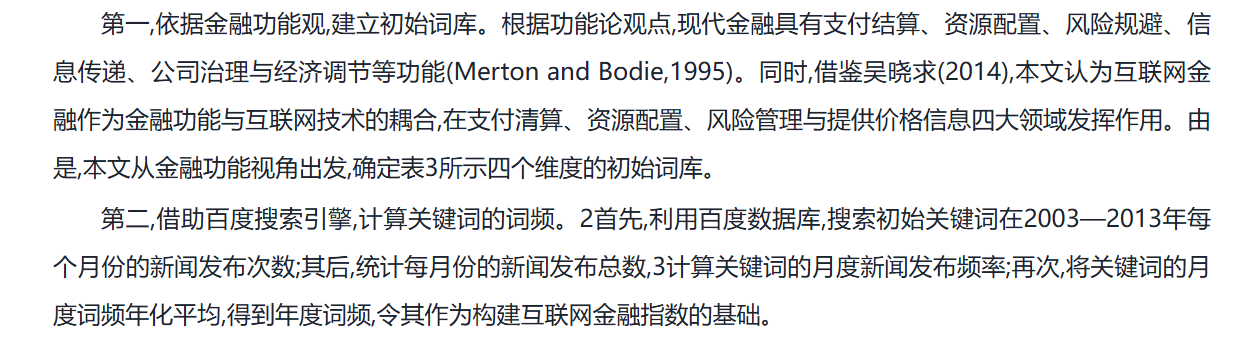 第一,依据金融功能观,建立初始词库。根据功能论观点,现代金融具有支付结算、资源配置、风险规避、信
息传递、公司治理与经济调节等功能(Merton and Bodie,1995)。同时,借鉴吴晓求(2014),本文认为互联网金
融作为金融功能与互联网技术的耦合,在支付清算、资源配置、风险管理与提供价格信息四大领域发挥作用。由
是,本文从金融功能视角出发,确定表3所示四个维度的初始词库。
第二,借助百度搜索引擎,计算关键词的词频。2首先,利用百度数据库,搜索初始关键词在2003—2013年每
个月份的新闻发布次数;其后,统计每月份的新闻发布总数,3计算关键词的月度新闻发布频率;再次,将关键词的月
度词频年化平均,得到年度词频,令其作为构建互联网金融指数的基础。